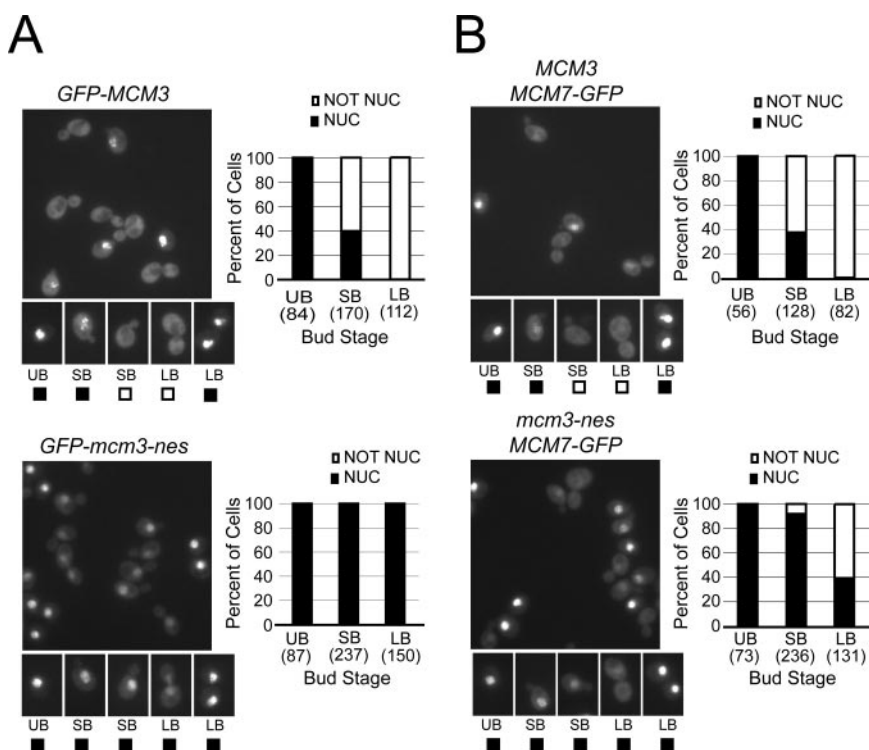 A
GFP-MCM3
NOT NUC
NUC
Percent of Cells
100
80
60
40
20
0
UB SB LB
(84) (170) (112)
Bud Stage
UB SB SB LB LB
GFP-mcm3-nes
NOT NUC
NUC
Percent of Cells
100
80
60
40
20
0
UB SB LB
(87) (237) (150)
Bud Stage
UB SB SB LB LB
B
MCM3
MCM7-GFP
NOT NUC
NUC
Percent of Cells
100
80
60
40
20
0
UB SB LB
(56) (128) (82)
Bud Stage
UB SB SB LB LB
mcm3-nes
MCM7-GFP
NOT NUC
NUC
Percent of Cells
100
80
60
40
20
0
UB SB LB
(73) (236) (131)
Bud Stage
UB SB SB LB LB